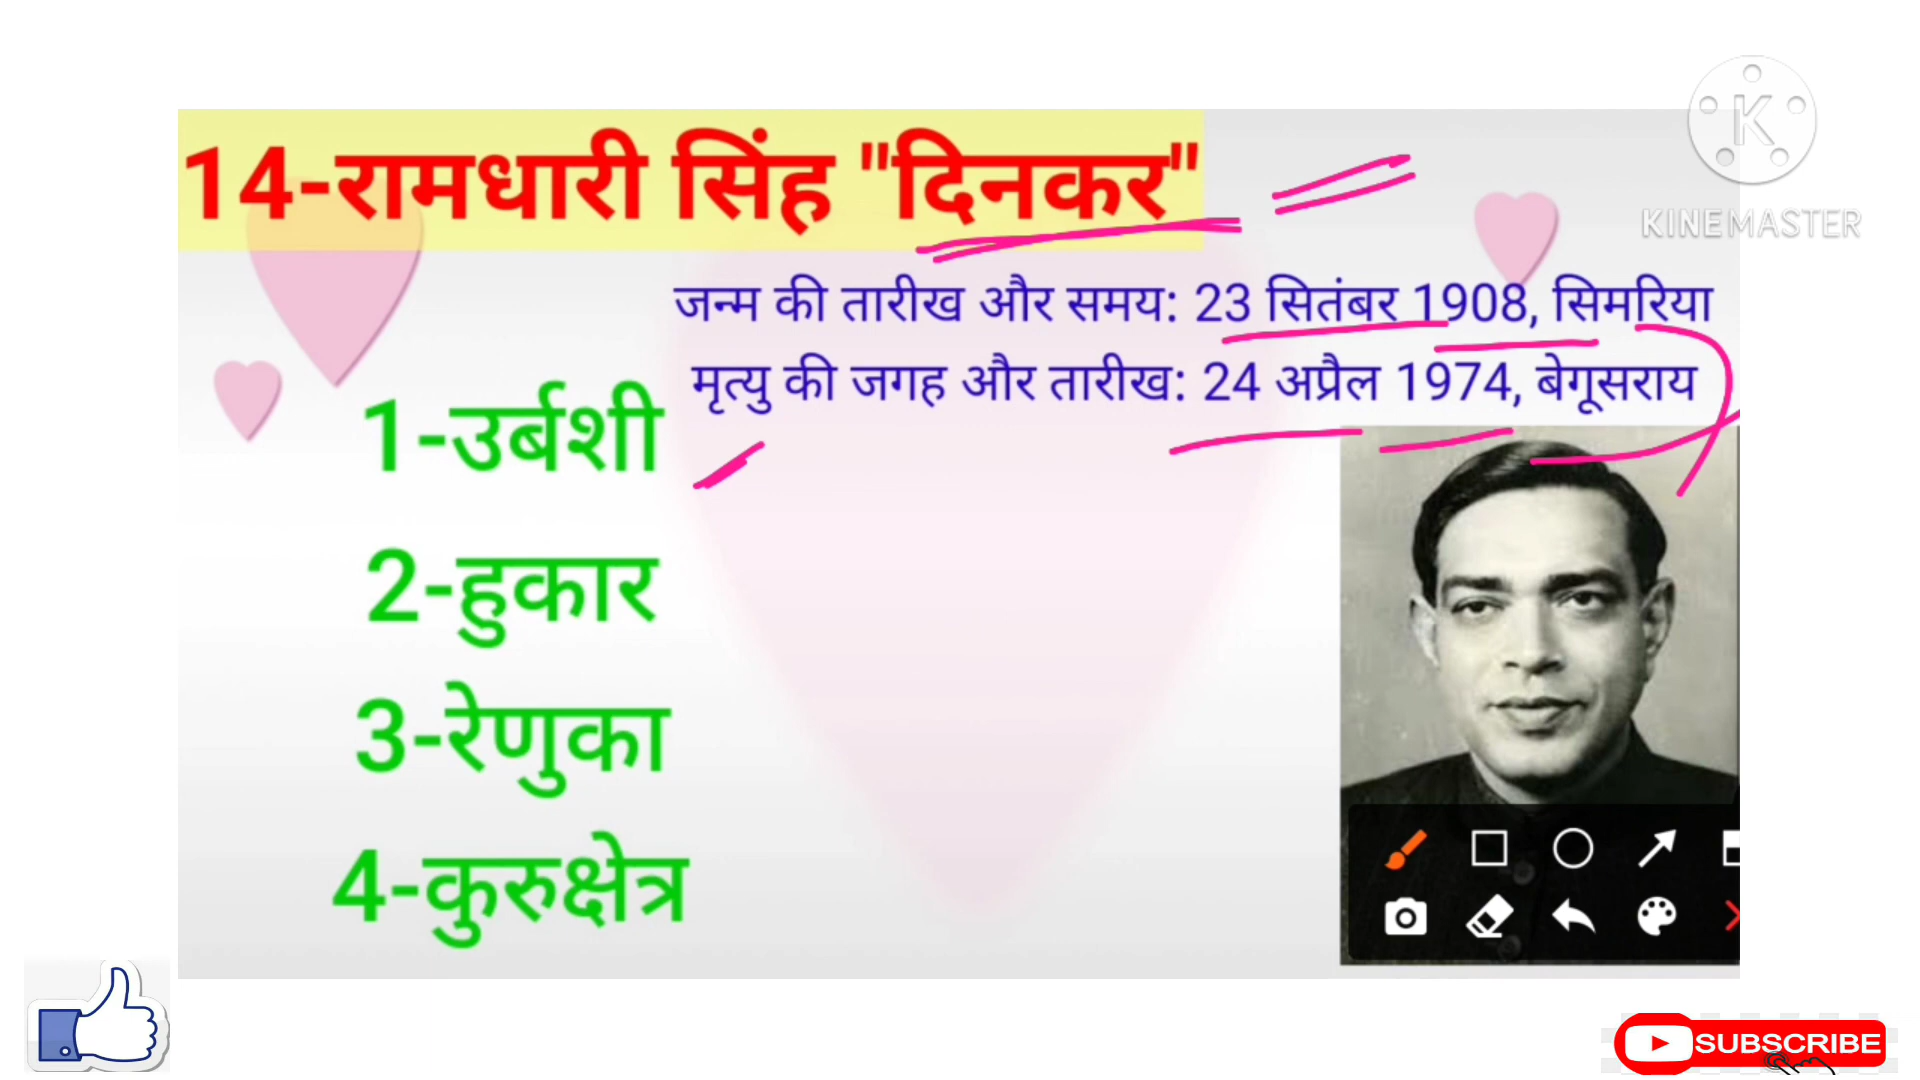 14-रामधारी सिंह "दिनकर"
KINEMASTER
जन्म की तारीख और समय: 23 सितंबर 1908, सिमरिया
मृत्यु की जगह और तारीख: 24 अप्रैल 1974, बेगूसराय
1-उर्बशी
2-हुकार
3-रेणुका
4-कुरुक्षेत्र
SUBSCRIBE